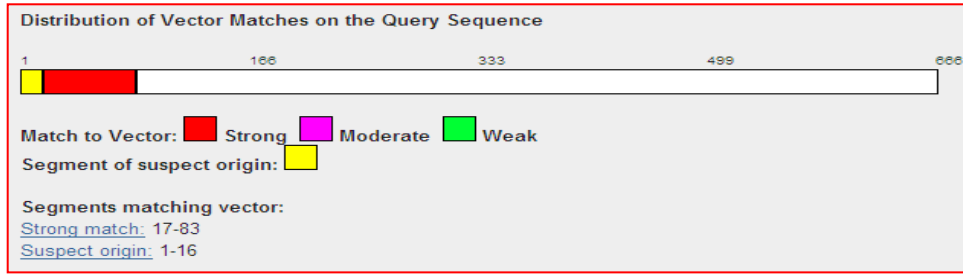 Distribution of Vector Matches on the Query Sequence
1 166 333 499 666
Match to Vector: Strong Moderate Weak
Segment of suspect origin:
Segments matching vector:
Strong match: 17-83
Suspect origin: 1-16